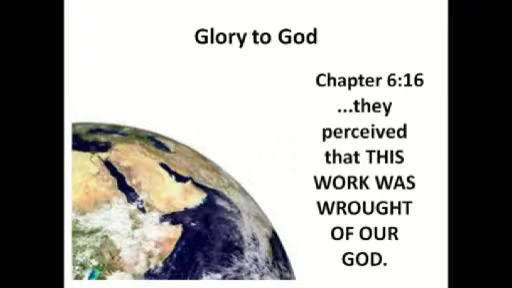 Glory to God
Chapter 6:16
...they
perceived
that THIS
WORK WAS
WROUGHT
OF OUR
GOD.